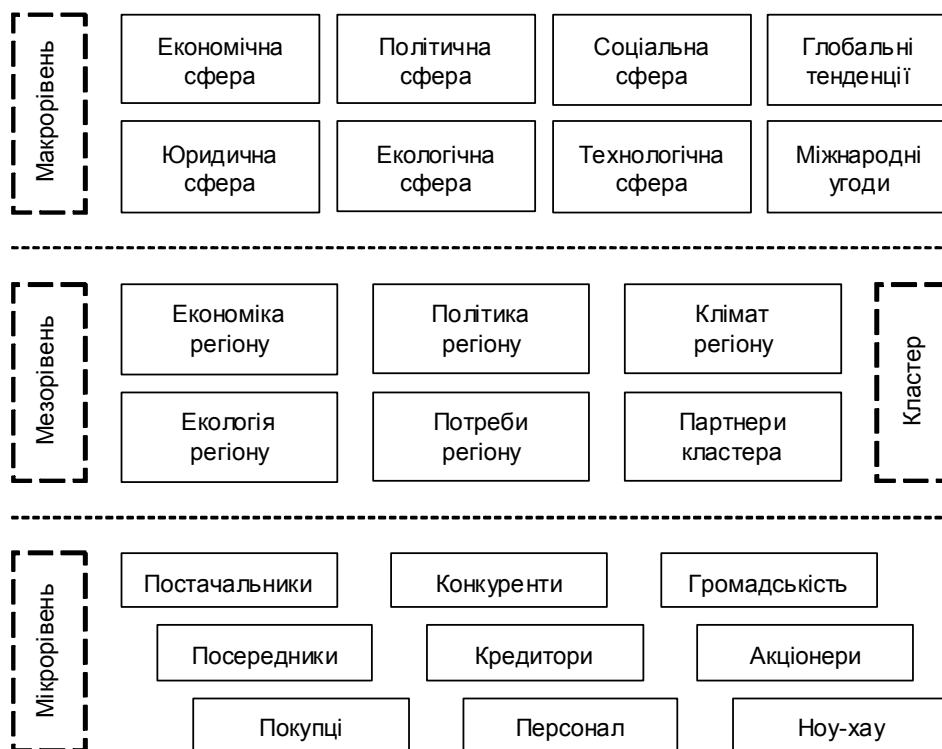 Макрорівень
Економічна
сфера
Політична
сфера
Соціальна
сфера
Глобальні
тенденції
Юридична
сфера
Екологічна
сфера
Технологічна
сфера
Міжнародні
угоди
Мезорівень
Економіка
регіону
Політика
регіону
Клімат
регіону
Екологія
регіону
Потреби
регіону
Партнери
кластера
Кластер
Мікрорівень
Постачальники
Конкуренти
Громадськість
Посередники
Кредитори
Акціонери
Покупці
Персонал
Ноу-хау